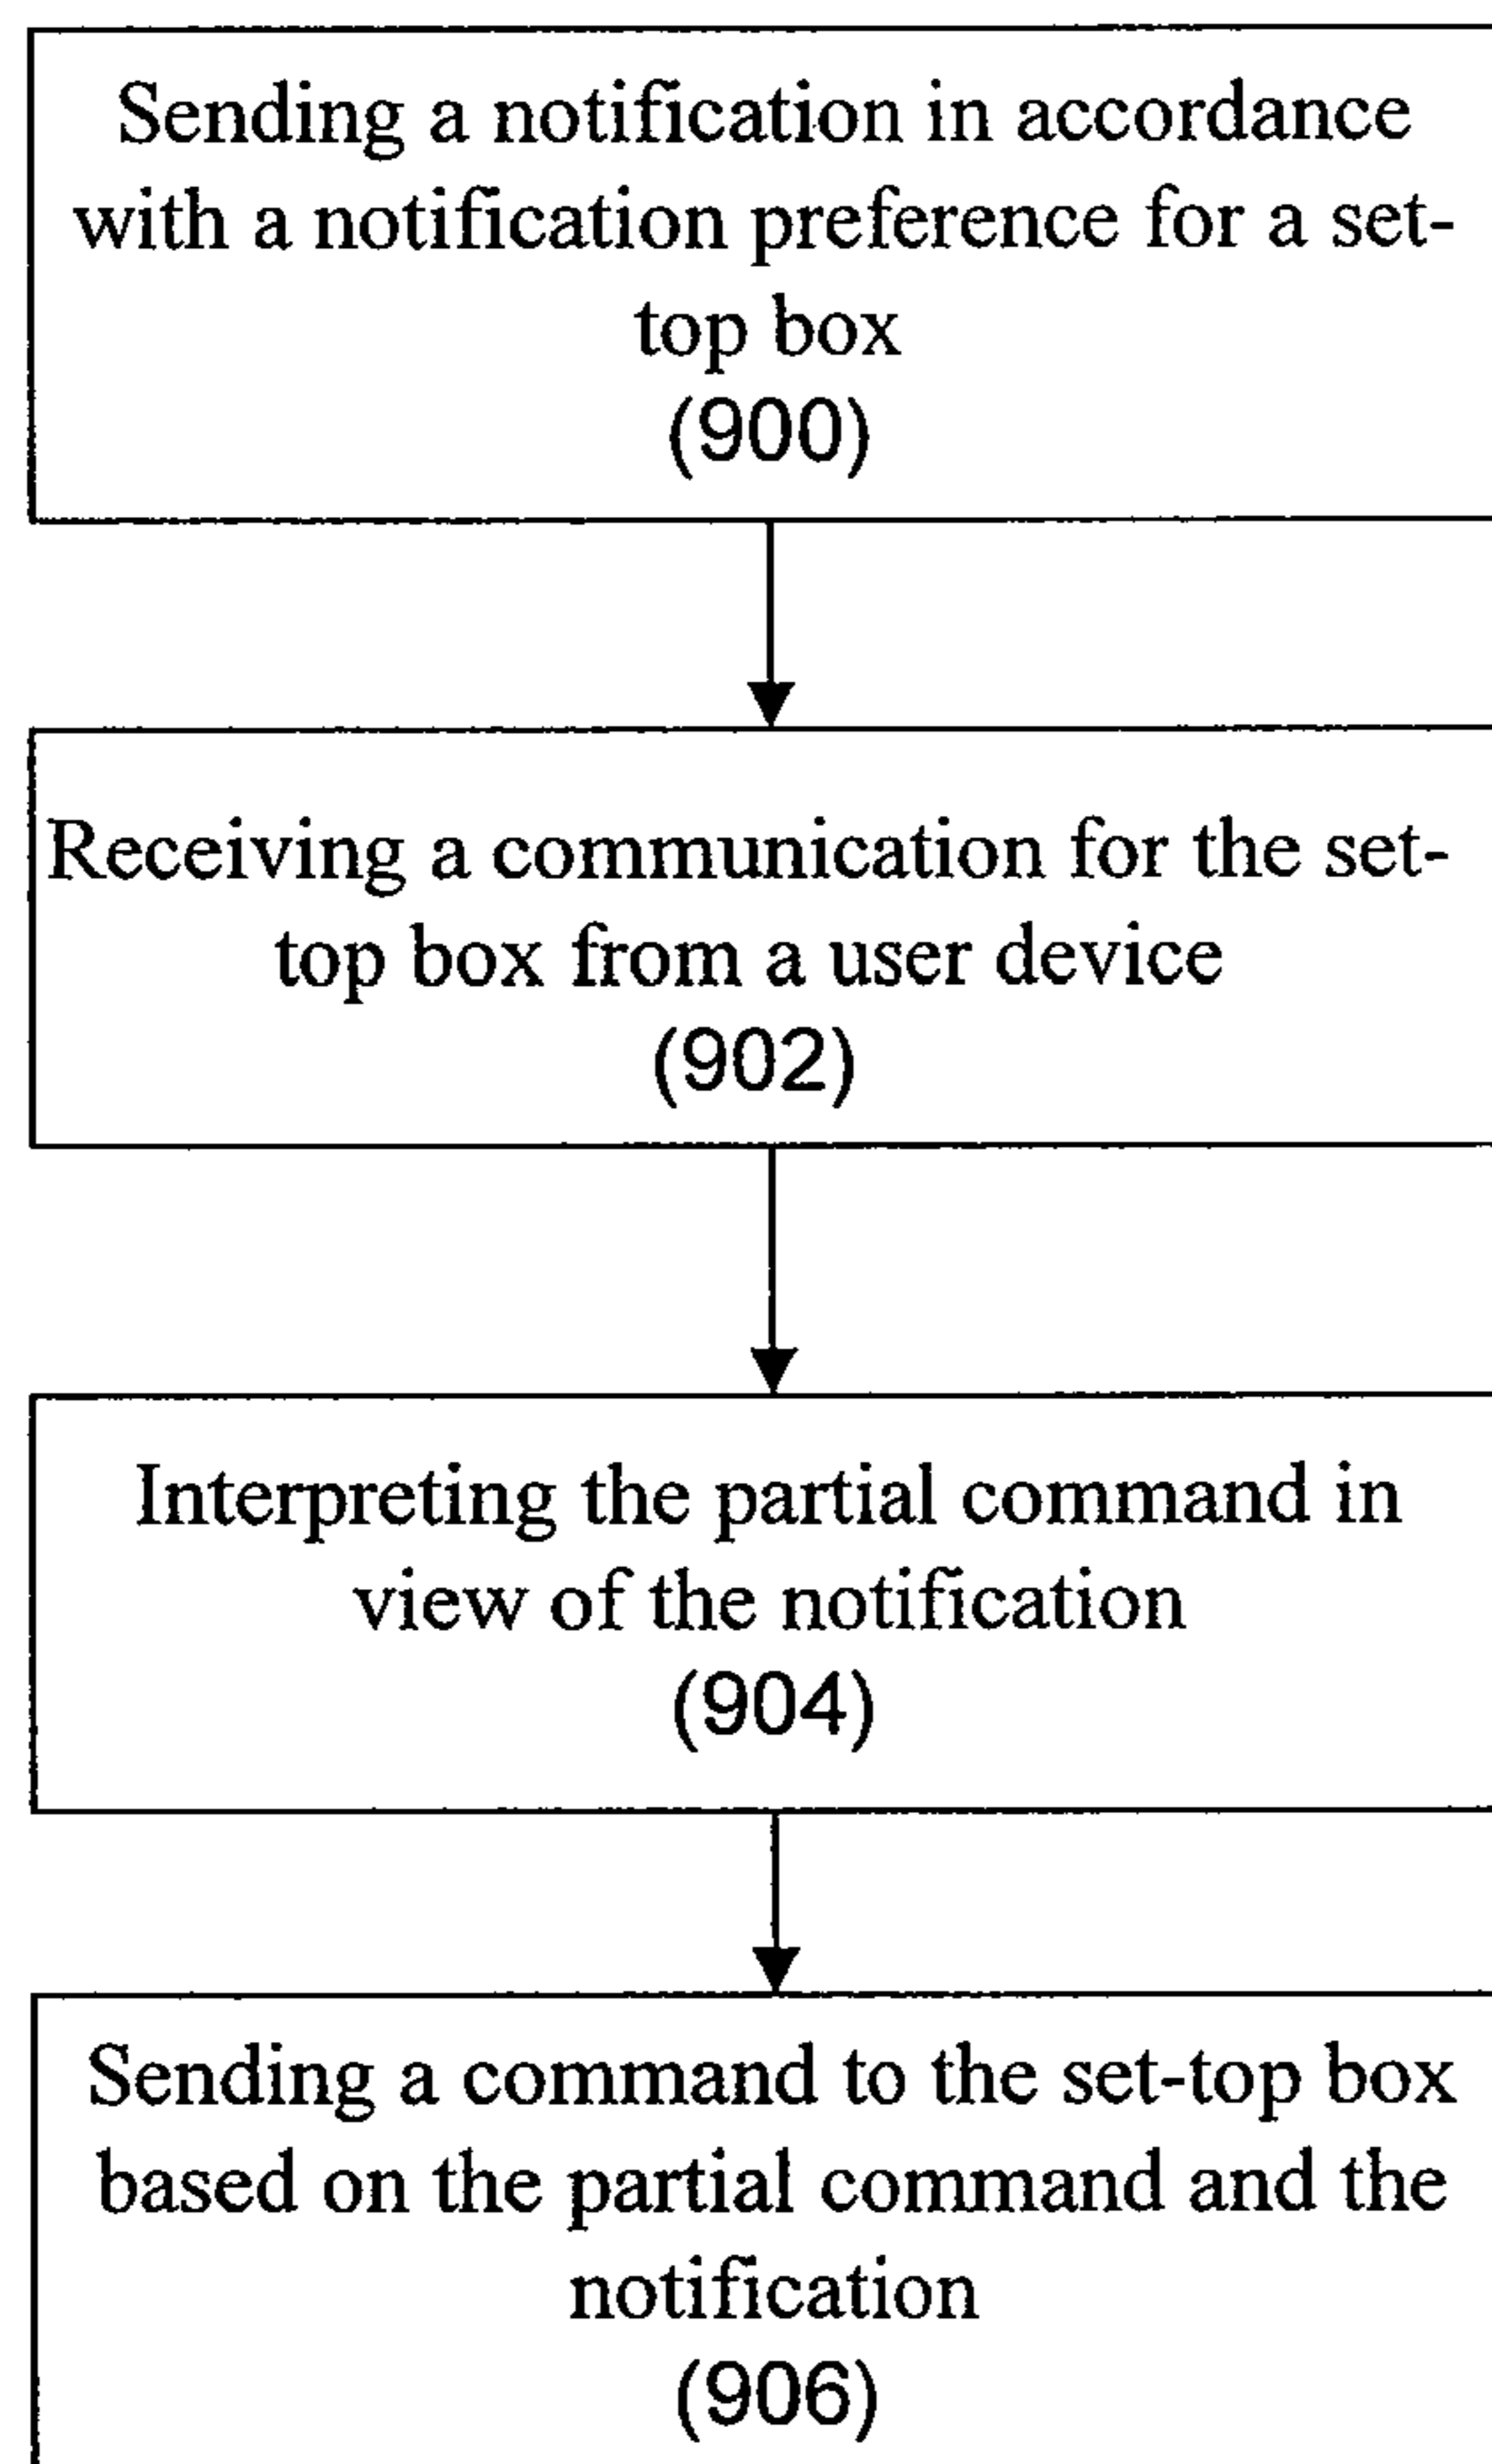 Sending a notification in accordance
with a notification preference for a set-
top box
(900)
Receiving a communication for the set-
top box from a user device
(902)
Interpreting the partial command in
view of the notification
(904)
Sending a command to the set-top box
based on the partial command and the
notification
(906)